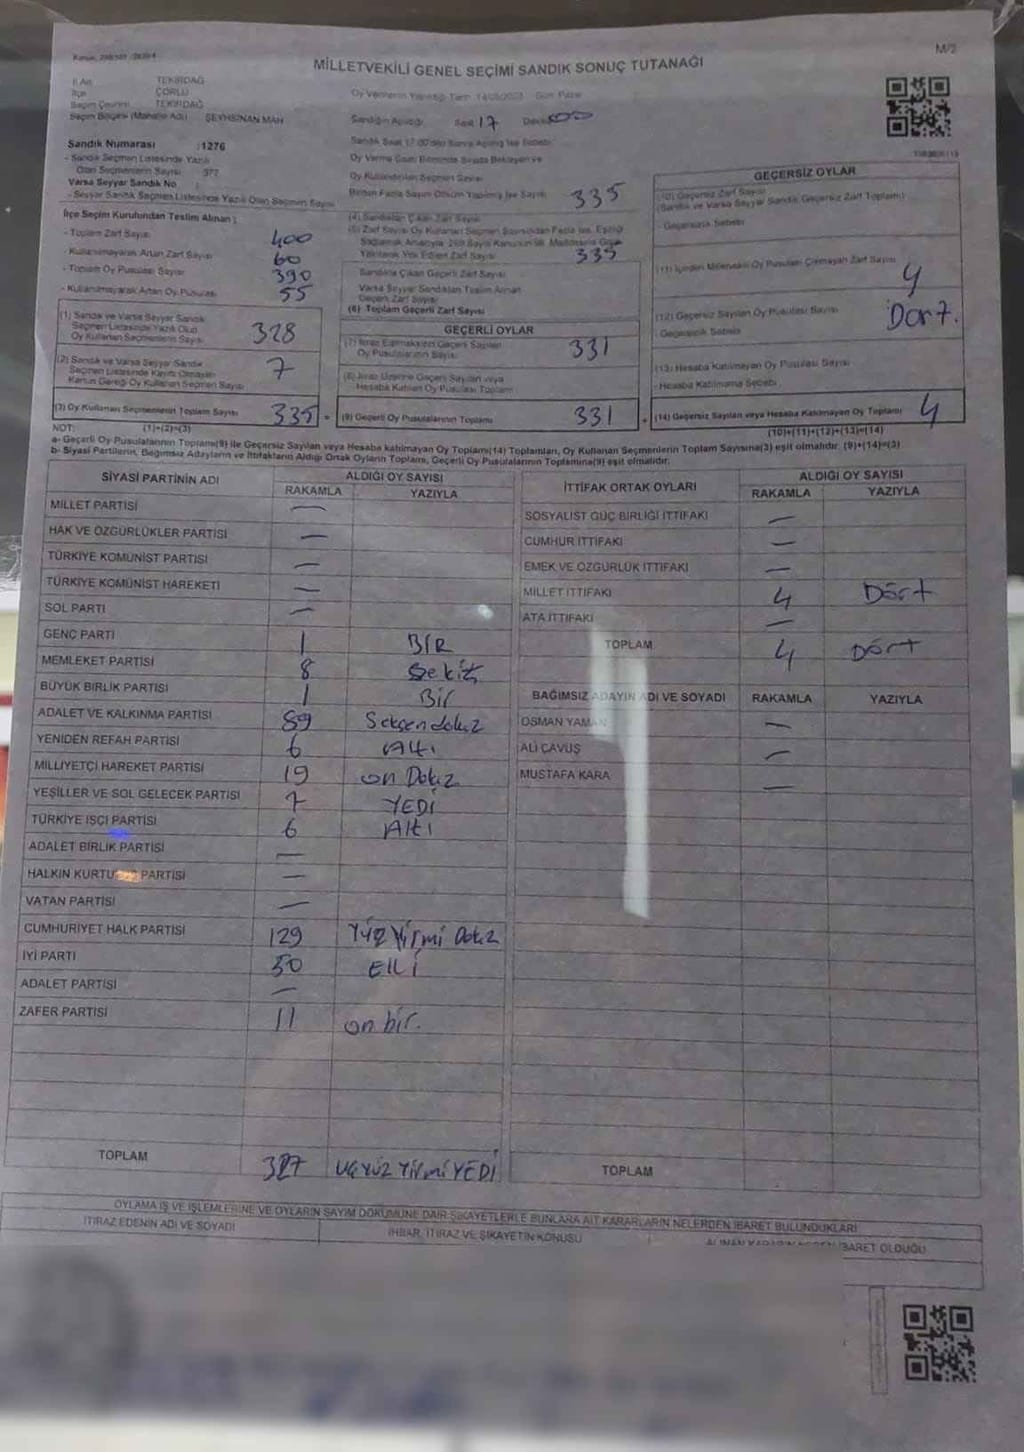 M/2
MİLLETVEKİLİ GENEL SEÇİMİ SANDIK SONUÇ TUTANAĞI
İl Adı TEKİRDAĞ
İlçe ÇORLU
Seçim Çevresi TEKİRDAĞ
Seçim Bölgesi (Mahalle Adı) ŞEYHSİNAN MAH
Oy Vermenin Yapıldığı Tarih 14/05/2023 Gün Pazar
Sandığın Açıldığı Saat 17 Dakika 00
Sandık Numarası :1276
- Sandık Seçmen Listesinde Yazılı
Olan Seçmenlerin Sayısı 377
Varsa Seyyar Sandık No :
- Seyyar Sandık Seçmen Listesinde Yazılı Olan Seçmen Sayısı
Sandık Saat 17.00'den Sonra Açılmış İse Sebebi
Oy Verme Saati Bitiminde Sırada Bekleyen ve
Oy Kullandırılan Seçmen Sayısı
Birden Fazla Sayım Döküm Yapılmış İse Sayısı
İlçe Seçim Kurulundan Teslim Alınan :
- Toplam Zarf Sayısı 400
- Kullanılmayarak Artan Zarf Sayısı 60
- Toplam Oy Pusulası Sayısı 390
- Kullanılmayarak Artan Oy Pusulası 55
(4) Sandıktan Çıkan Zarf Sayısı 335
(5) Zarf Sayısı Oy Kullanan Seçmen Sayısından Fazla İse, Eşitliği
Sağlamak Amacıyla 298 Sayılı Kanunun 98. Maddesine Göre
Yakılarak Yok Edilen Zarf Sayısı
Sandıkta Çıkan Geçerli Zarf Sayısı 335
Varsa Seyyar Sandıktan Teslim Alınan
Geçerli Zarf Sayısı
(6) Toplam Geçerli Zarf Sayısı
(1) Sandık ve Varsa Seyyar Sandık
Seçmen Listesinde Yazılı Olup
Oy Kullanan Seçmenlerin Sayısı 328
(2) Sandık ve Varsa Seyyar Sandık
Seçmen Listesinde Kayıtlı Olmayıp
Kanun Gereği Oy Kullanan Seçmen Sayısı 7
(3) Oy Kullanan Seçmenlerin Toplam Sayısı 335 =
GEÇERLİ OYLAR
(7) İtiraz Edilmeksizin Geçerli Sayılan
Oy Pusulalarının Sayısı 331
(8) İtiraz Üzerine Geçerli Sayılan veya
Hesaba Katılan Oy Pusulası Toplamı
(9) Geçerli Oy Pusulalarının Toplamı 331 +
GEÇERSİZ OYLAR
(10) Geçersiz Zarf Sayısı
(Sandık ve Varsa Seyyar Sandık Geçersiz Zarf Toplamı)
- Geçersizlik Sebebi
(11) İçinden Milletvekili Oy Pusulası Çıkmayan Zarf Sayısı
4
(12) Geçersiz Sayılan Oy Pusulası Sayısı
- Geçersizlik Sebebi
Dört.
(13) Hesaba Katılmayan Oy Pusulası Sayısı
- Hesaba Katılmama Sebebi
(14) Geçersiz Sayılan veya Hesaba Katılmayan Oy Toplamı 4
NOT: (1)+(2)=(3)
(10)+(11)+(12)+(13)=(14)
a- Geçerli Oy Pusulaları Toplamı(9) ile Geçersiz Sayılan veya Hesaba katılmayan Oy Toplamı(14) Toplamları, Oy Kullanan Seçmenlerin Toplam Sayısına(3) eşit olmalıdır. (9)+(14)=(3)
b- Siyasi Partilerin, Bağımsız Adayların ve İttifakların Aldığı Ortak Oyların Toplamı, Geçerli Oy Pusulalarının Toplamına(9) eşit olmalıdır.
SİYASİ PARTİNİN ADI ALDIĞI OY SAYISI
RAKAMLA YAZIYLA
MİLLET PARTİSİ —
HAK VE ÖZGÜRLÜKLER PARTİSİ —
TÜRKİYE KOMÜNİST PARTİSİ —
TÜRKİYE KOMÜNİST HAREKETİ —
SOL PARTİ —
GENÇ PARTİ 1 BİR
MEMLEKET PARTİSİ 8 Sekiz
BÜYÜK BİRLİK PARTİSİ 1 Bir
ADALET VE KALKINMA PARTİSİ 89 Seksen dokuz
YENİDEN REFAH PARTİSİ 6 Altı
MİLLİYETÇİ HAREKET PARTİSİ 19 on Dokuz
YEŞİLLER VE SOL GELECEK PARTİSİ 7 YEDİ
TÜRKİYE İŞÇİ PARTİSİ 6 Altı
ADALET BİRLİK PARTİSİ —
HALKIN KURTULUŞ PARTİSİ —
VATAN PARTİSİ —
CUMHURİYET HALK PARTİSİ 129 Yüz Yirmi Dokuz
İYİ PARTİ 50 Elli
ADALET PARTİSİ —
ZAFER PARTİSİ 11 on bir.
TOPLAM 327 üç yüz Yirmi YEDİ
İTTİFAK ORTAK OYLARI ALDIĞI OY SAYISI
RAKAMLA YAZIYLA
SOSYALİST GÜÇ BİRLİĞİ İTTİFAKI —
CUMHUR İTTİFAKI —
EMEK VE ÖZGÜRLÜK İTTİFAKI —
MİLLET İTTİFAKI 4 Dört
ATA İTTİFAKI —
TOPLAM 4 Dört
BAĞIMSIZ ADAYIN ADI VE SOYADI RAKAMLA YAZIYLA
OSMAN YAMAN —
ALİ ÇAVUŞ —
MUSTAFA KARA —
TOPLAM
OYLAMA İŞ VE İŞLEMLERİNE VE OYLARIN SAYIM DÖKÜMÜNE DAİR ŞİKAYETLERLE BUNLARA AİT KARARLARIN NELERDEN İBARET BULUNDUKLARI
İTİRAZ EDENİN ADI VE SOYADI İHBAR, İTİRAZ VE ŞİKAYETİN KONUSU İBARET OLDUĞU